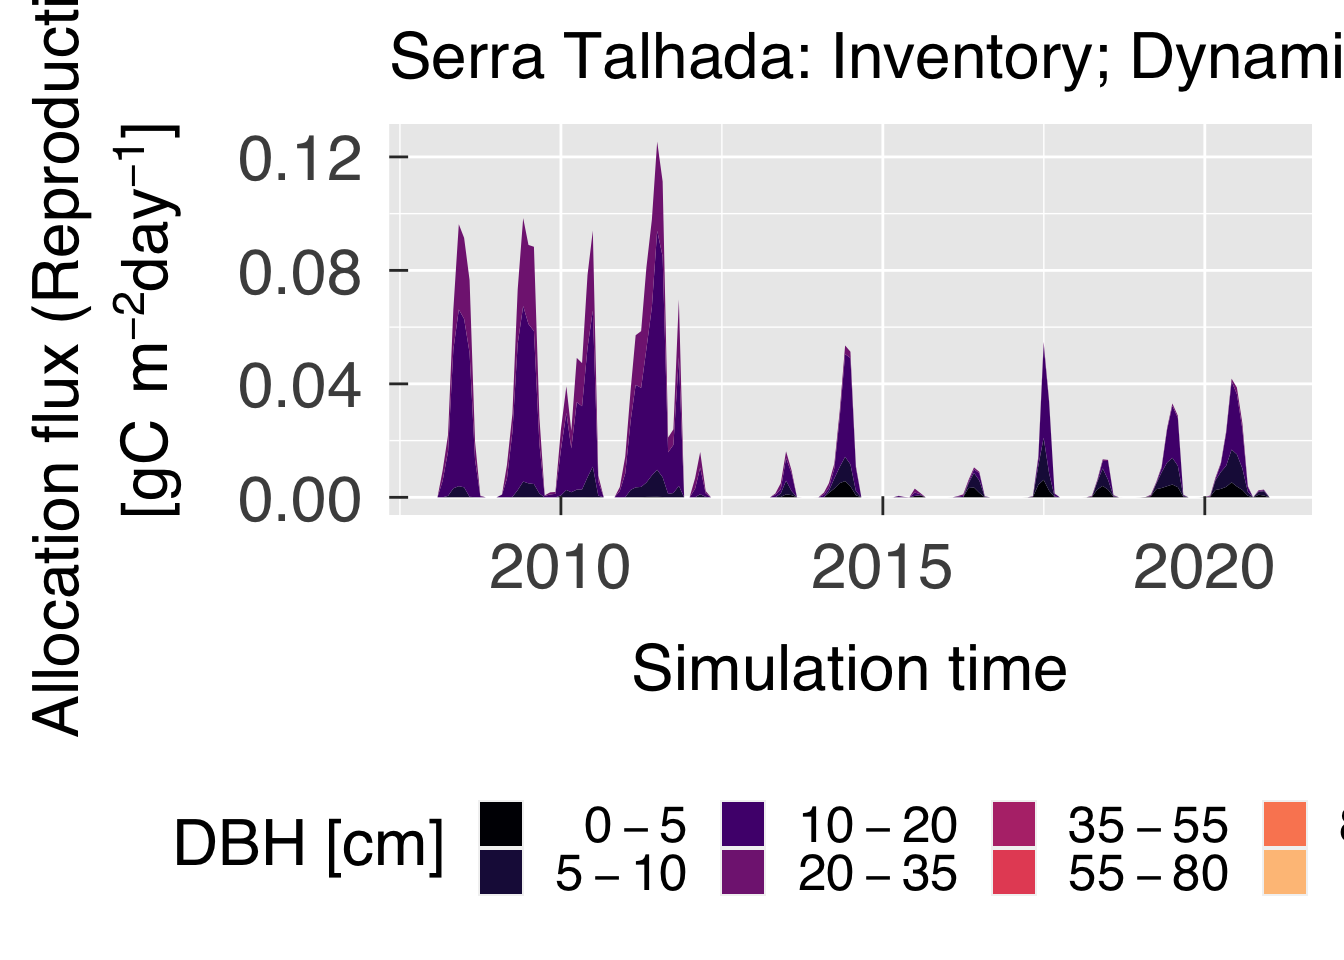 Serra Talhada: Inventory; Dynami
Allocation flux (Reproducti
[gC m−2day−1]
0.12
0.08
0.04
0.00
2010 2015 2020
Simulation time
DBH [cm]
0 – 5 10 – 20 35 – 55 8
5 – 10 20 – 35 55 – 80